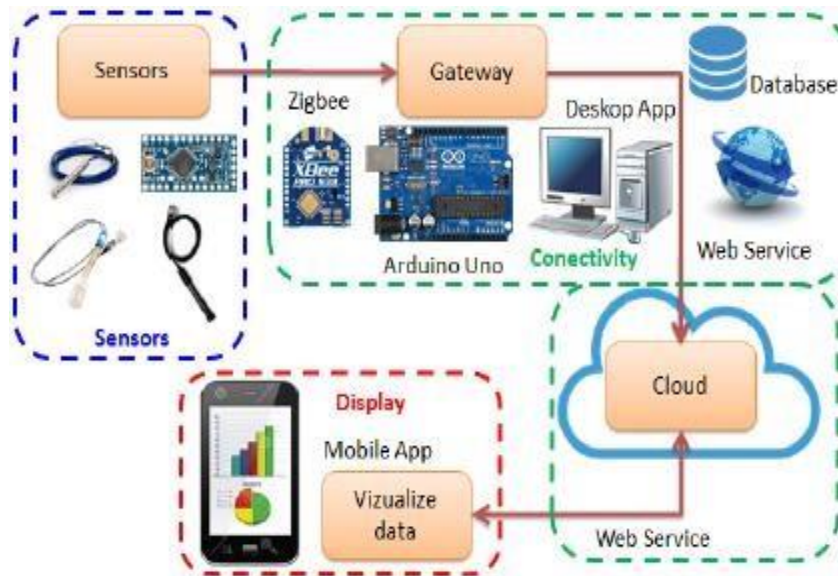 Sensors
Gateway
Database
Zigbee
Deskop App
XBee
Arduino Uno
Conectivity
Web Service
Sensors
Cloud
Display
Mobile App
Vizualize
data
Web Service